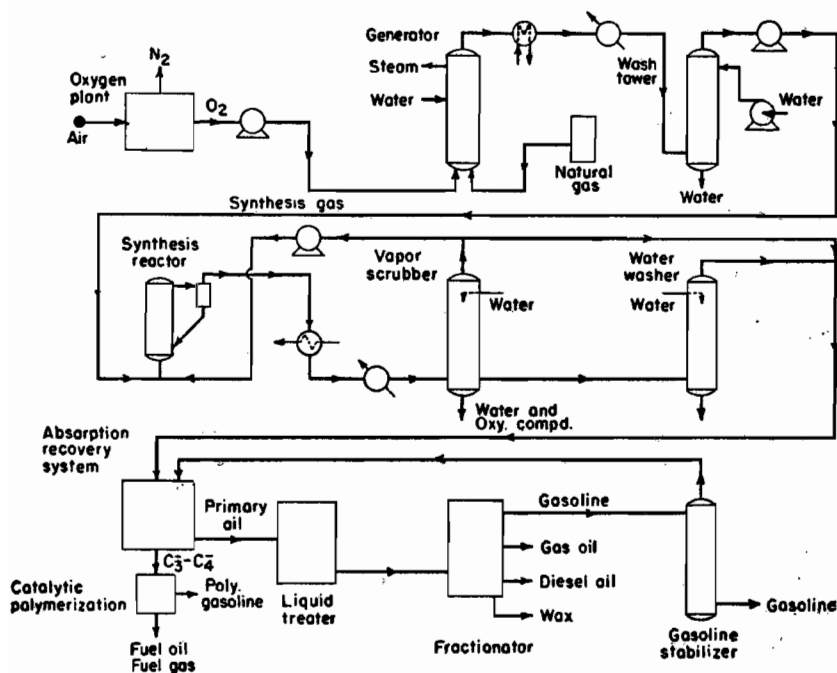 Oxygen
plant
N2
O2
Air
Generator
Steam
Water
Natural
gas
Wash
tower
Water
Water
Synthesis gas
Synthesis
reactor
Vapor
scrubber
Water
Water
washer
Water
Water and
Oxy. compd.
Absorption
recovery
system
Primary
oil
C3=-C4=
Catalytic
polymerization
Poly.
gasoline
Fuel oil
Fuel gas
Liquid
treater
Gasoline
Gas oil
Diesel oil
Wax
Fractionator
Gasoline
Gasoline
stabilizer